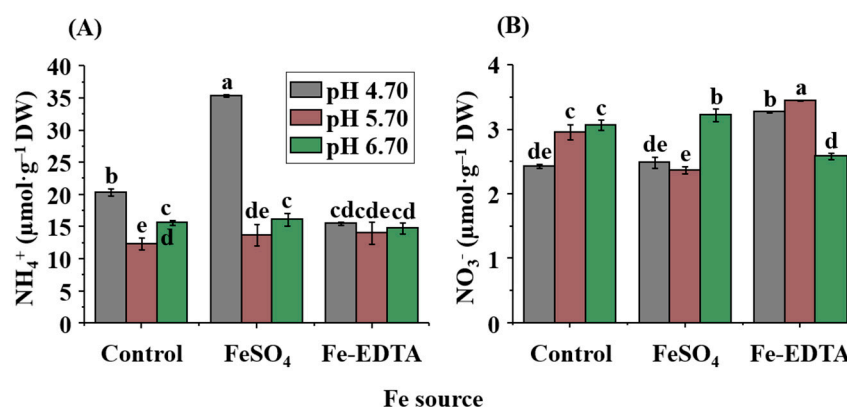 (A)
NH₄⁺ (µmol·g⁻¹ DW)
40
35
30
25
20
15
10
5
0
pH 4.70
pH 5.70
pH 6.70
b
e
c
d
a
de
c
cd
cde
cd
Control
FeSO₄
Fe-EDTA
(B)
NO₃⁻ (µmol·g⁻¹ DW)
4
3
2
1
0
de
c
c
de
e
b
b
a
d
Control
FeSO₄
Fe-EDTA
Fe source